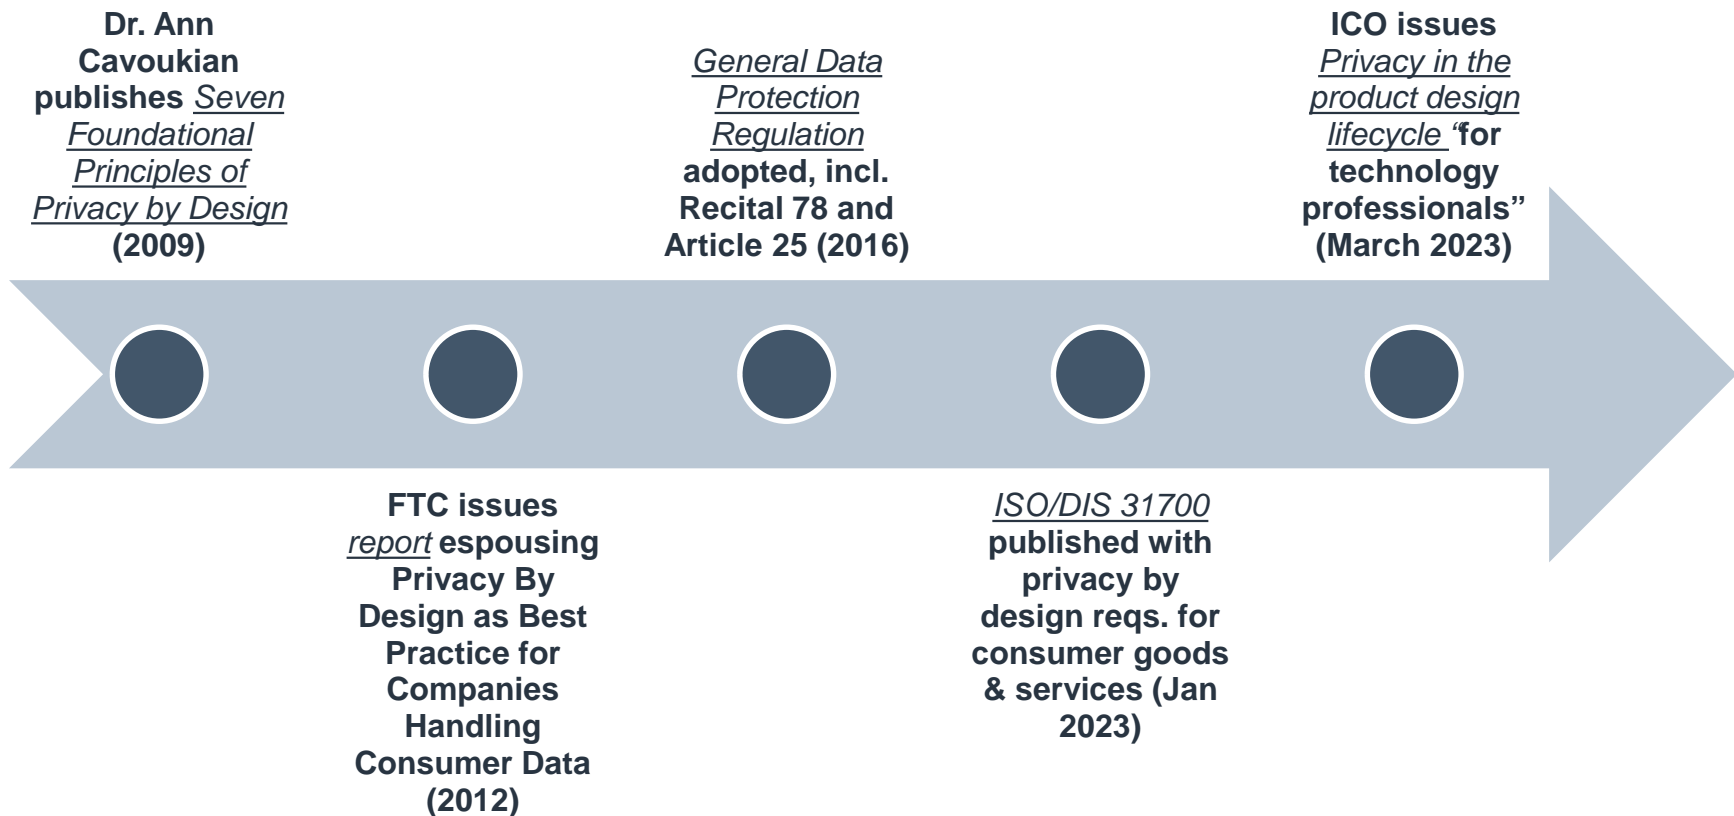 Dr. Ann
Cavoukian
publishes Seven
Foundational
Principles of
Privacy by Design
(2009)
FTC issues
report espousing
Privacy By
Design as Best
Practice for
Companies
Handling
Consumer Data
(2012)
General Data
Protection
Regulation
adopted, incl.
Recital 78 and
Article 25 (2016)
ISO/DIS 31700
published with
privacy by
design reqs. for
consumer goods
& services (Jan
2023)
ICO issues
Privacy in the
product design
lifecycle “for
technology
professionals”
(March 2023)